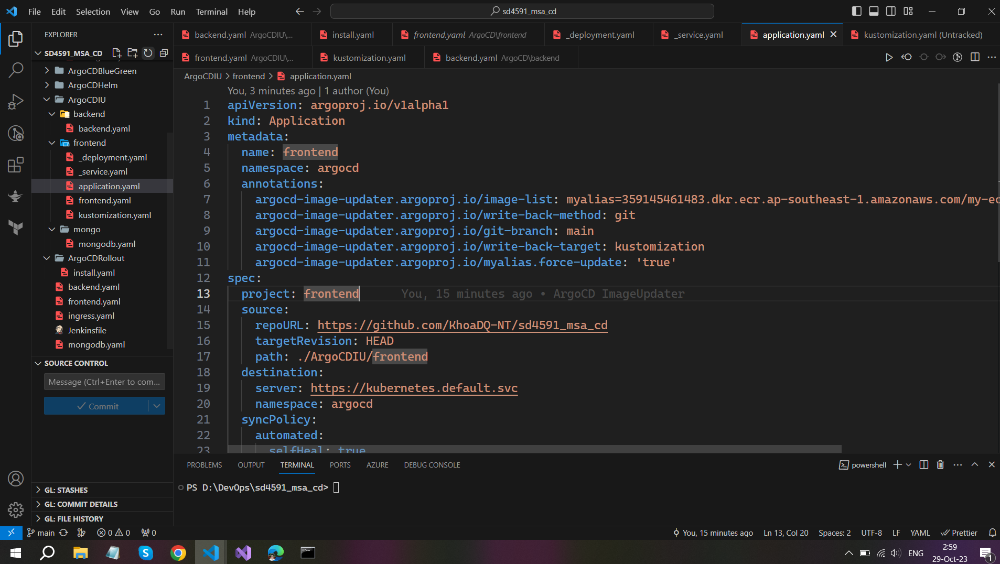 File Edit Selection View Go Run Terminal Help
sd4591_msa_cd
EXPLORER
SD4591_MSA_CD
ArgoCDBlueGreen
ArgoCDHelm
ArgoCDIU
backend
backend.yaml
frontend
_deployment.yaml
_service.yaml
application.yaml
frontend.yaml
kustomization.yaml
mongo
mongodb.yaml
ArgoCDRollout
install.yaml
backend.yaml
frontend.yaml
ingress.yaml
Jenkinsfile
mongodb.yaml
SOURCE CONTROL
Message (Ctrl+Enter to com...
Commit
GL: STASHES
GL: COMMIT DETAILS
GL: FILE HISTORY
backend.yaml ArgoCDIU\... install.yaml frontend.yaml ArgoCD\frontend _deployment.yaml _service.yaml application.yaml kustomization.yaml (Untracked)
frontend.yaml ArgoCDIU\... kustomization.yaml backend.yaml ArgoCD\backend
ArgoCDIU > frontend > application.yaml
You, 3 minutes ago | 1 author (You)
1 apiVersion: argoproj.io/v1alpha1
2 kind: Application
3 metadata:
4 name: frontend
5 namespace: argocd
6 annotations:
7 argocd-image-updater.argoproj.io/image-list: myalias=359145461483.dkr.ecr.ap-southeast-1.amazonaws.com/my-ec
8 argocd-image-updater.argoproj.io/write-back-method: git
9 argocd-image-updater.argoproj.io/git-branch: main
10 argocd-image-updater.argoproj.io/write-back-target: kustomization
11 argocd-image-updater.argoproj.io/myalias.force-update: 'true'
12 spec:
13 project: frontend You, 15 minutes ago • ArgoCD ImageUpdater
14 source:
15 repoURL: https://github.com/KhoaDQ-NT/sd4591_msa_cd
16 targetRevision: HEAD
17 path: ./ArgoCDIU/frontend
18 destination:
19 server: https://kubernetes.default.svc
20 namespace: argocd
21 syncPolicy:
22 automated:
23 selfHeal: true
PROBLEMS OUTPUT TERMINAL PORTS AZURE DEBUG CONSOLE
powershell
PS D:\DevOps\sd4591_msa_cd>
main 0 0 0
You, 15 minutes ago Ln 13, Col 20 Spaces: 2 UTF-8 LF YAML Prettier
ENG
2:59
29-Oct-23
1